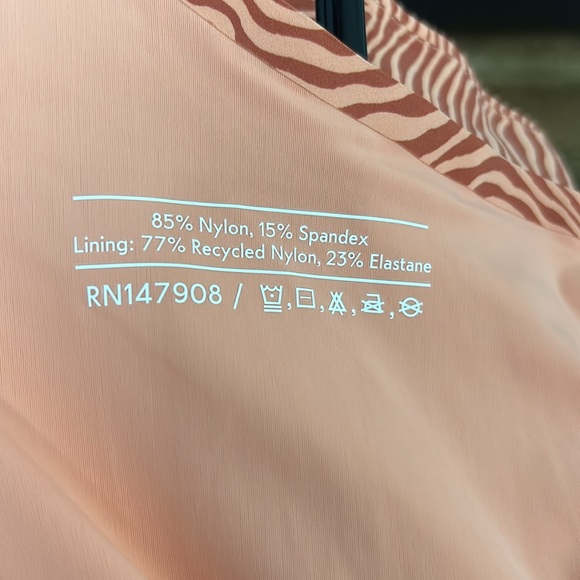 85% Nylon, 15% Spandex
Lining: 77% Recycled Nylon, 23% Elastane
RN147908 /